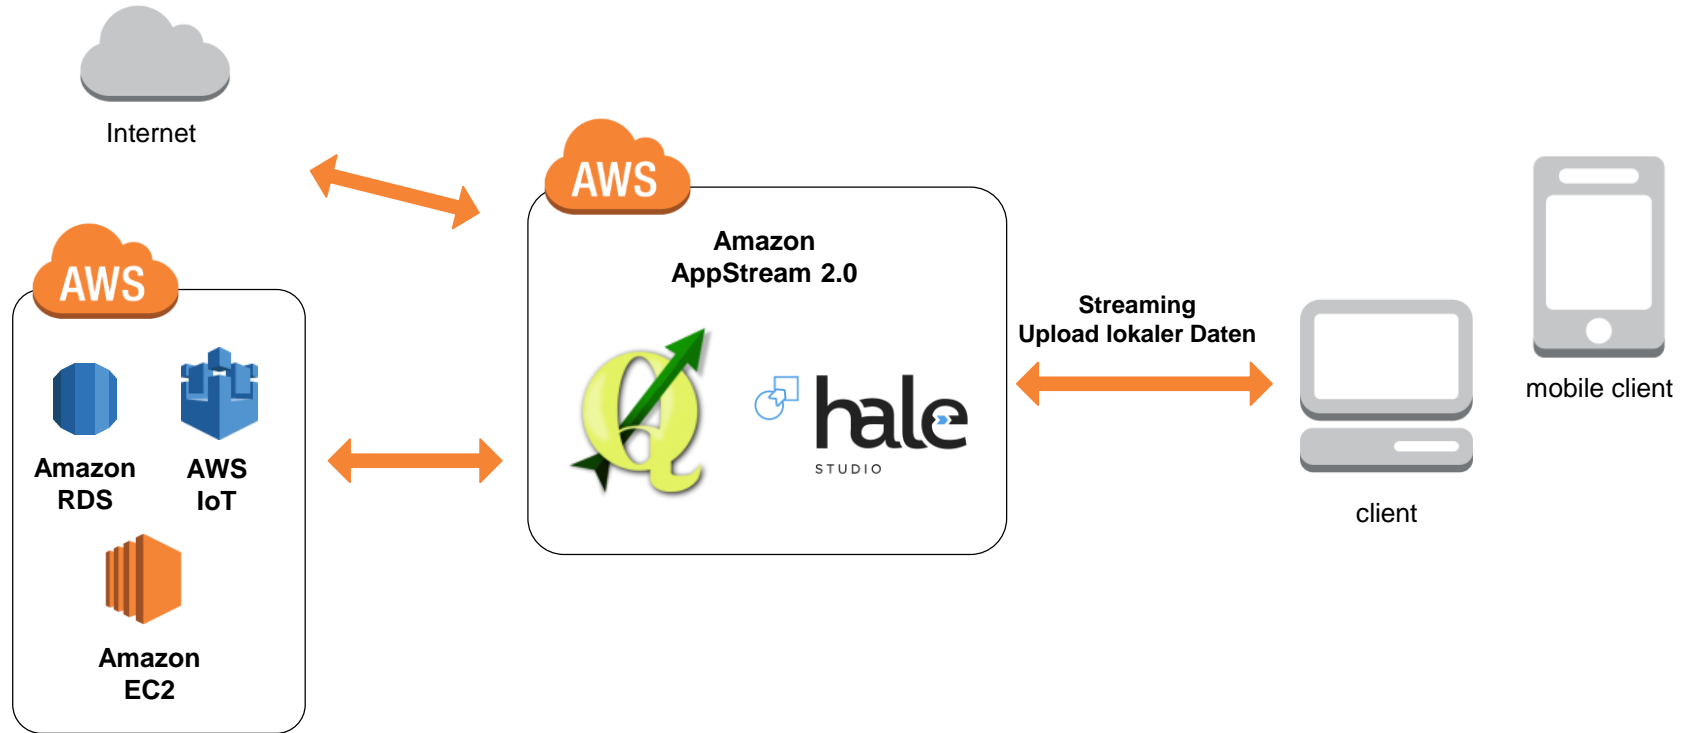 Internet
AWS
Amazon
AppStream 2.0
Q
hale
STUDIO
AWS
Amazon
RDS
AWS
IoT
Amazon
EC2
Streaming
Upload lokaler Daten
client
mobile client